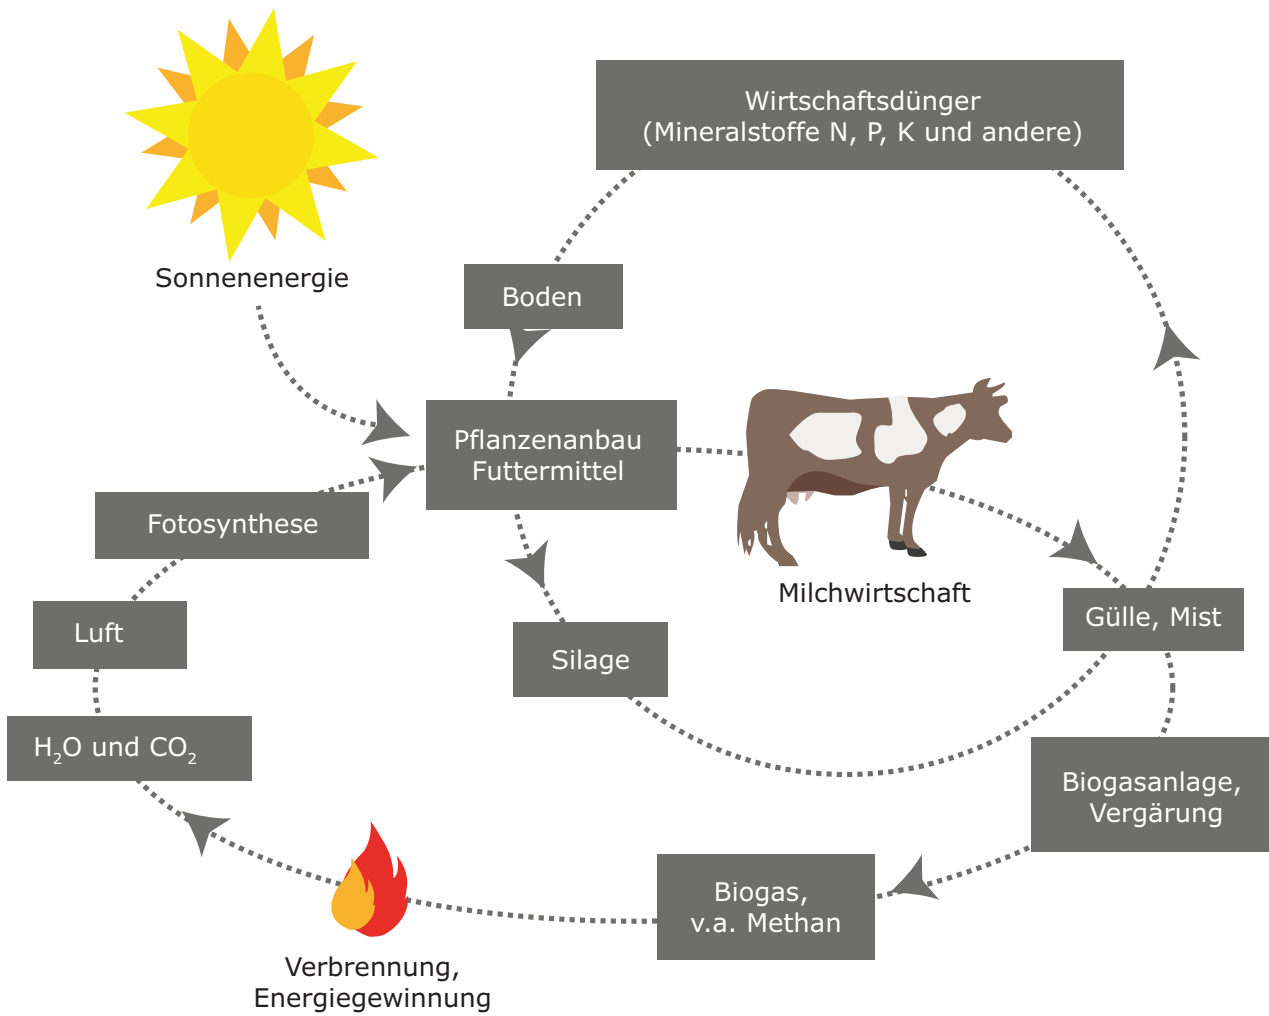 Wirtschaftsdünger
(Mineralstoffe N, P, K und andere)
Sonnenenergie
Boden
Pflanzenanbau
Futtermittel
Fotosynthese
Milchwirtschaft
Gülle, Mist
Luft
Silage
H₂O und CO₂
Biogasanlage,
Vergärung
Biogas,
v.a. Methan
Verbrennung,
Energiegewinnung